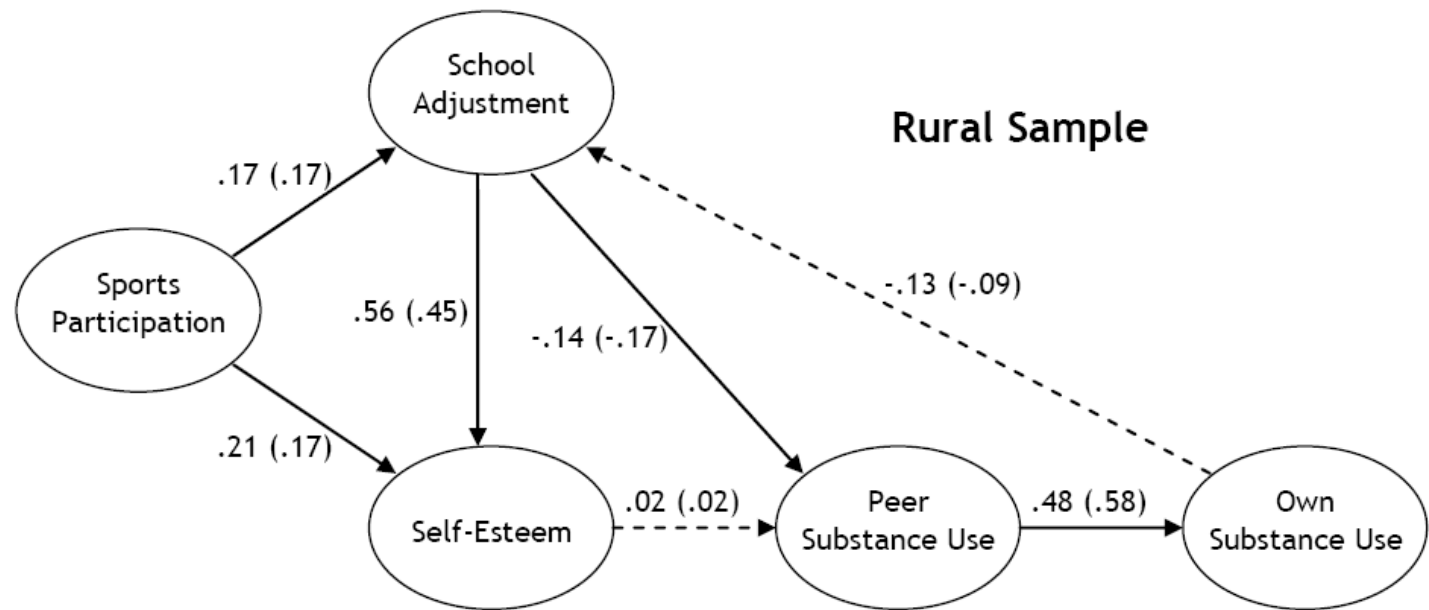 School
Adjustment
Rural Sample
.17 (.17)
Sports
Participation
.56 (.45)
-.14 (-.17)
-.13 (-.09)
.21 (.17)
Self-Esteem
.02 (.02)
Peer
Substance Use
.48 (.58)
Own
Substance Use